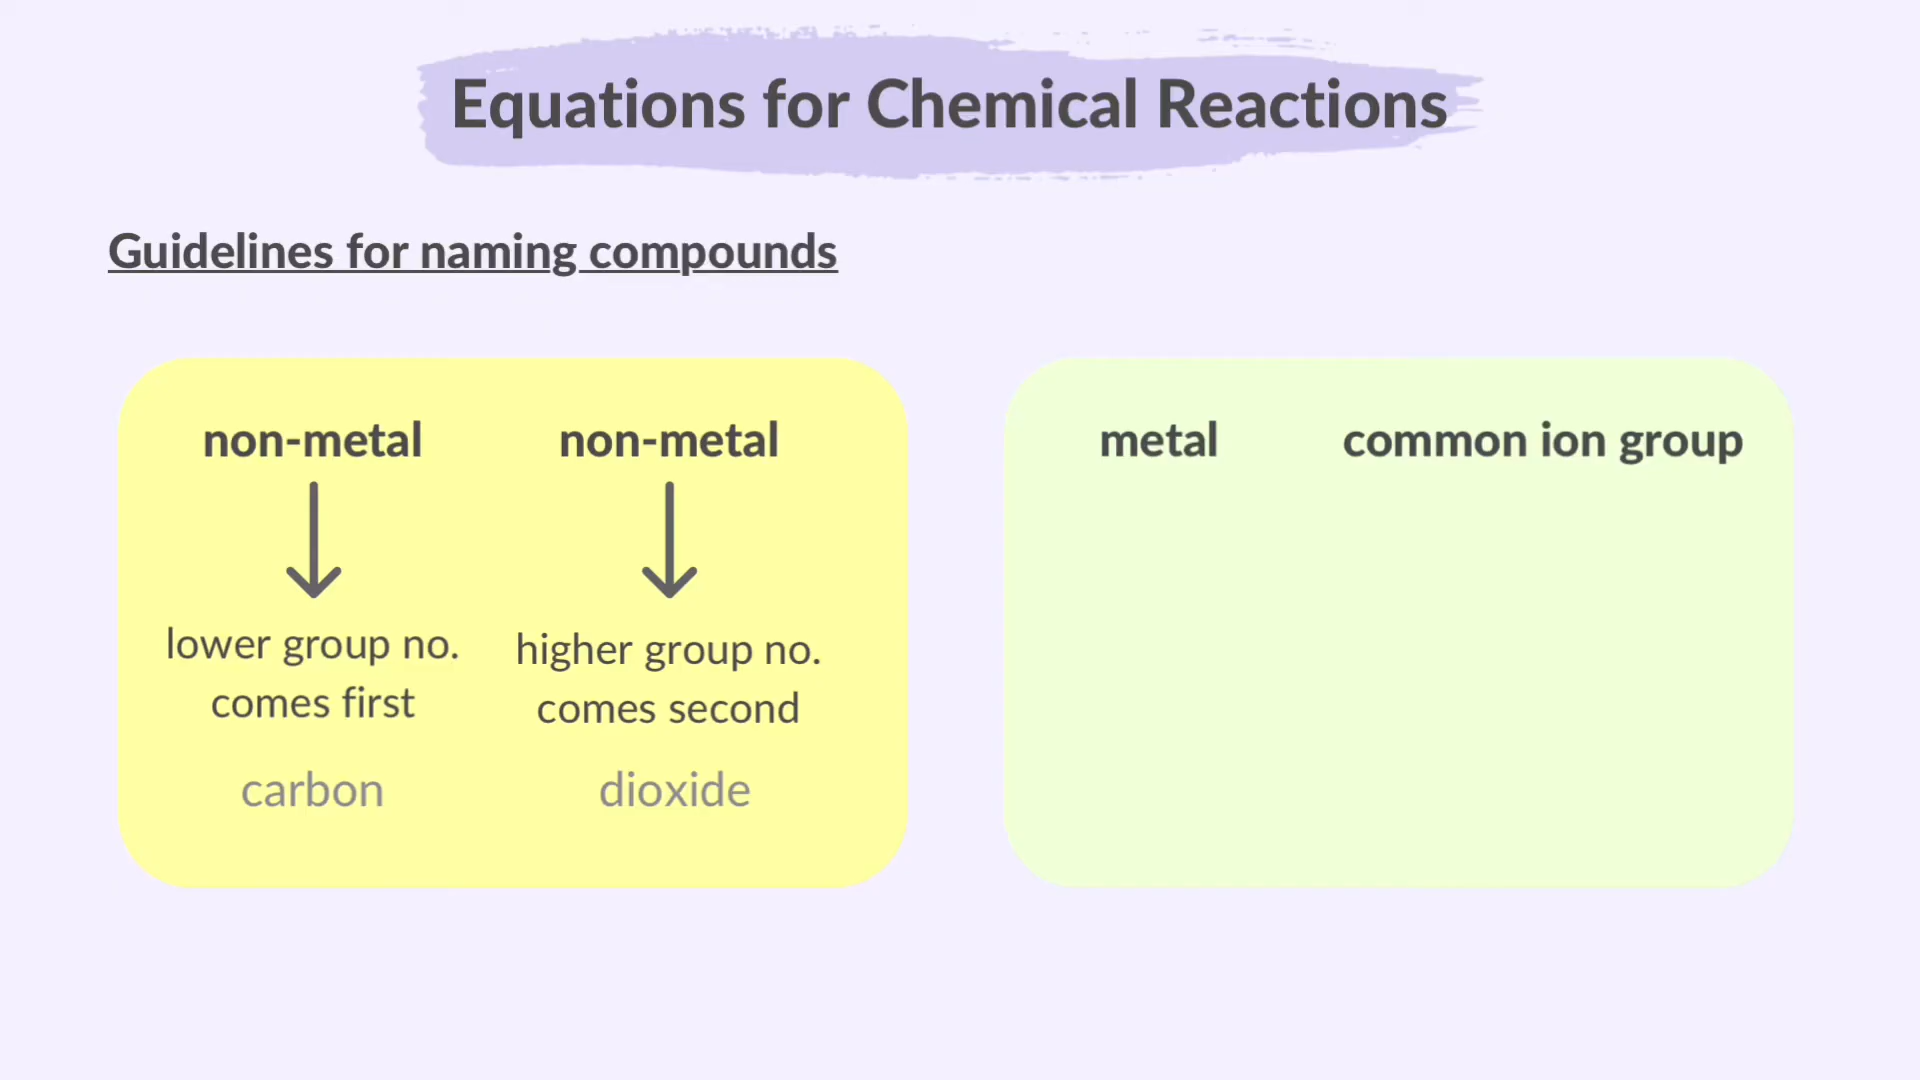 Equations for Chemical Reactions
Guidelines for naming compounds
non-metal
non-metal
lower group no.
comes first
higher group no.
comes second
carbon
dioxide
metal
common ion group